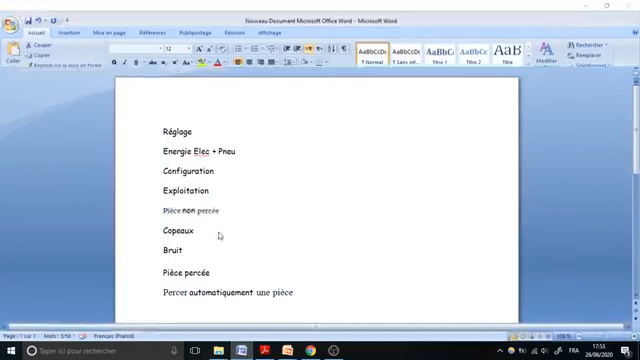 Nouveau Document Microsoft Office Word - Microsoft Word
Accueil Insertion Mise en page Références Publipostage Révision Affichage
Couper
Copier
Reproduire la mise en forme
Coller
12
AaBbCcDc AaBbCcDc AaBbC AaBbCc AaB
¶ Normal ¶ Sans int... Titre 1 Titre 2 Titre
Modifier
Rechercher
Remplacer
Sélectionner
Réglage
Energie Elec + Pneu
Configuration
Exploitation
Pièce non percée
Copeaux
Bruit
Pièce percée
Percer automatiquement une pièce
Page : 1 sur 1 Français (France)
Taper ici pour rechercher
FRA
17:53
26/06/2020